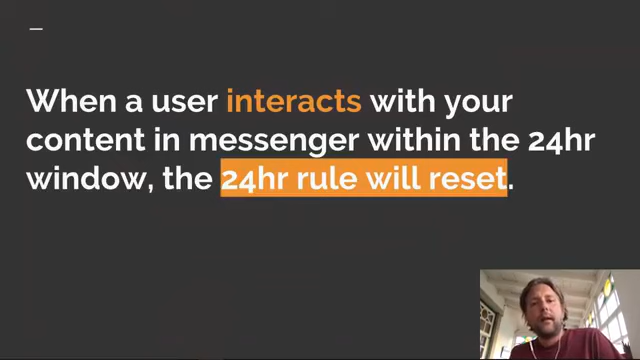 When a user interacts with your
content in messenger within the 24hr
window, the 24hr rule will reset.